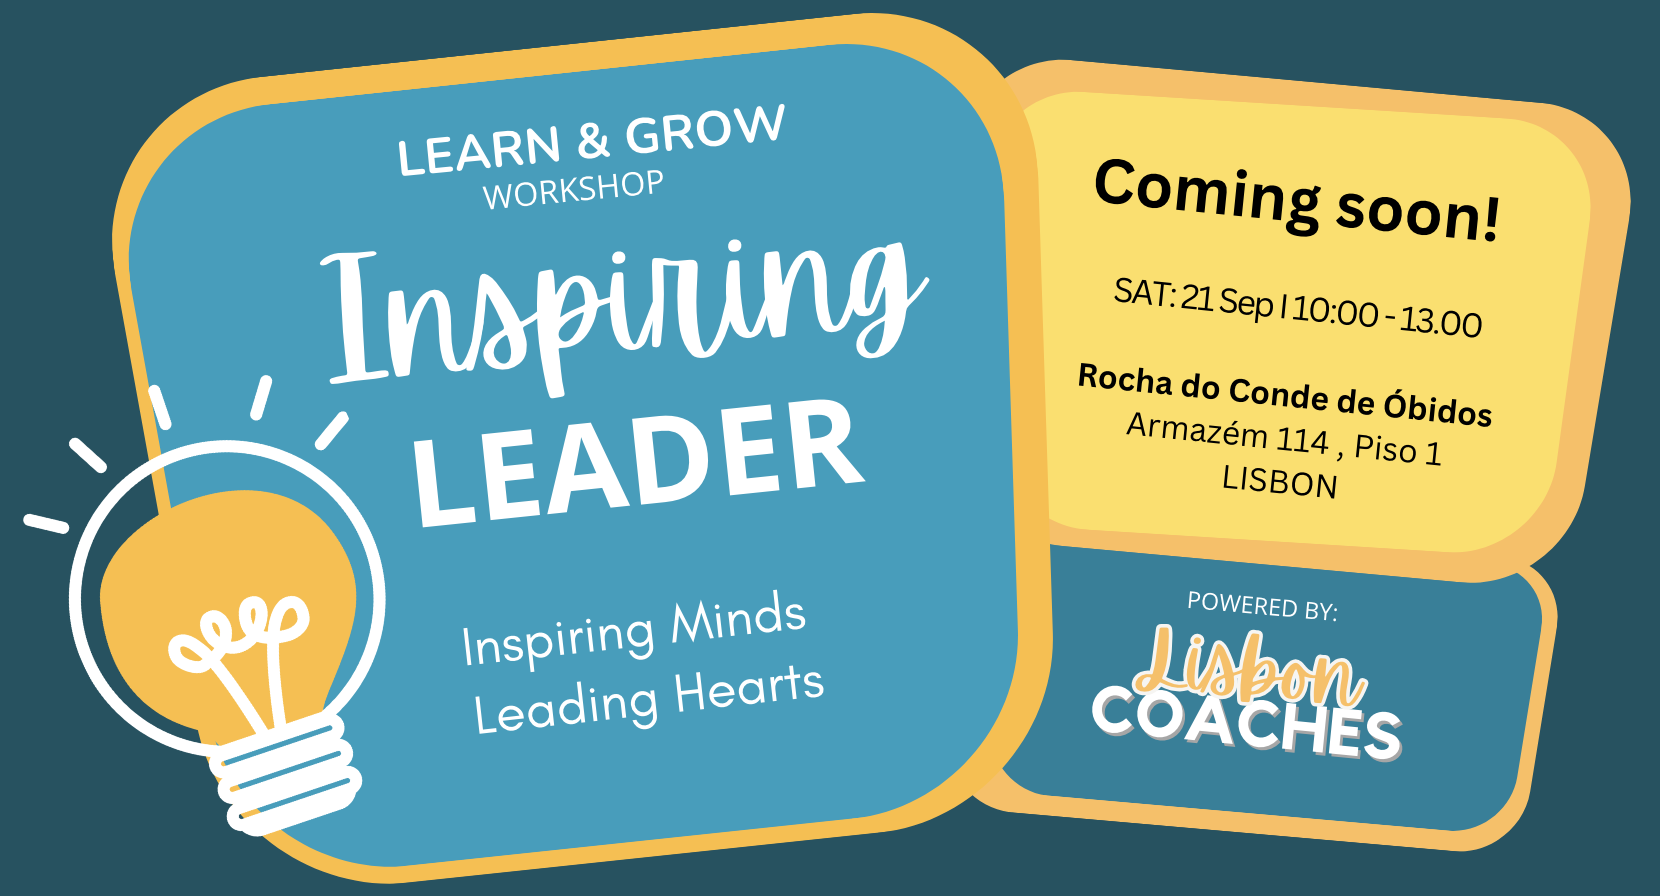 LEARN & GROW
WORKSHOP
Inspiring
LEADER
Inspiring Minds
Leading Hearts
Coming soon!
SAT: 21 Sep I 10:00 - 13.00
Rocha do Conde de Óbidos
Armazém 114 , Piso 1
LISBON
POWERED BY:
Lisbon
COACHES